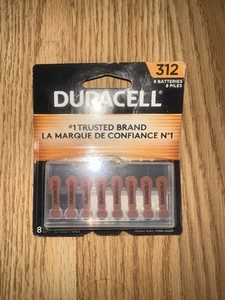 312
8 BATTERIES
8 PILES
DURACELL
#1 TRUSTED BRAND
LA MARQUE DE CONFIANCE N°1
8